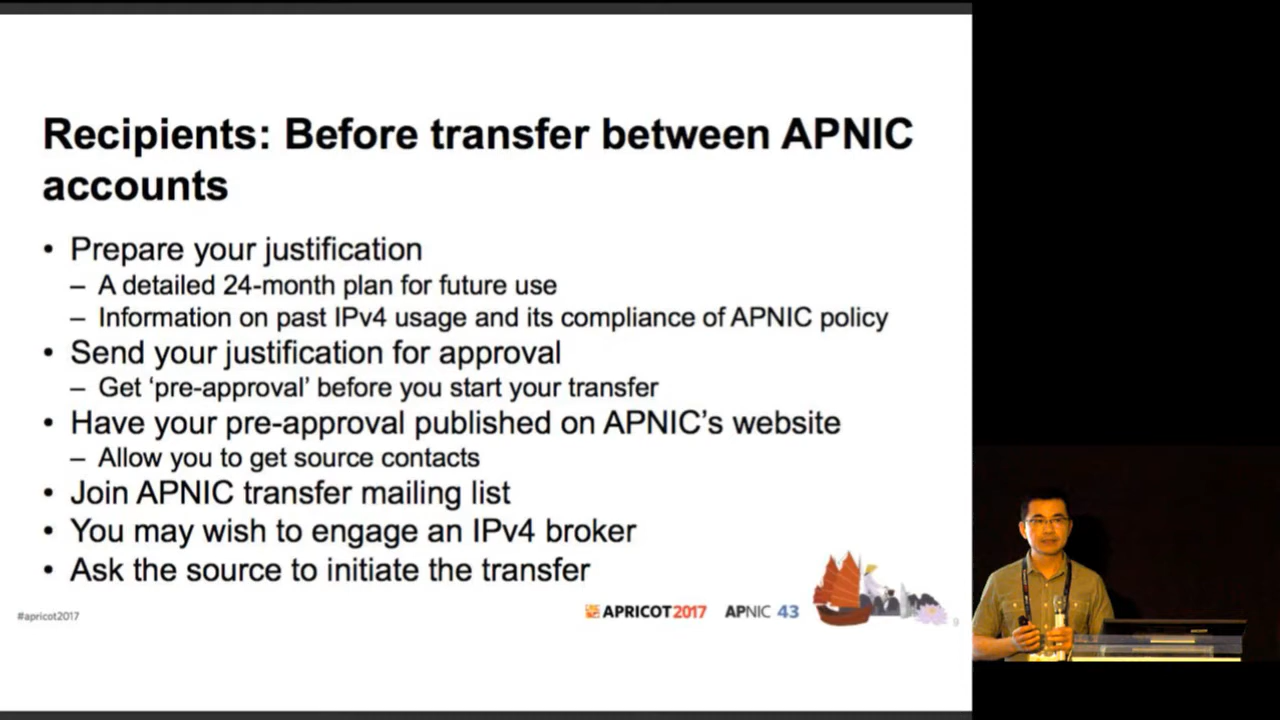 Recipients: Before transfer between APNIC
accounts
• Prepare your justification
– A detailed 24-month plan for future use
– Information on past IPv4 usage and its compliance of APNIC policy
• Send your justification for approval
– Get ‘pre-approval’ before you start your transfer
• Have your pre-approval published on APNIC’s website
– Allow you to get source contacts
• Join APNIC transfer mailing list
• You may wish to engage an IPv4 broker
• Ask the source to initiate the transfer
#apricot2017
APRICOT2017
APNIC 43
9